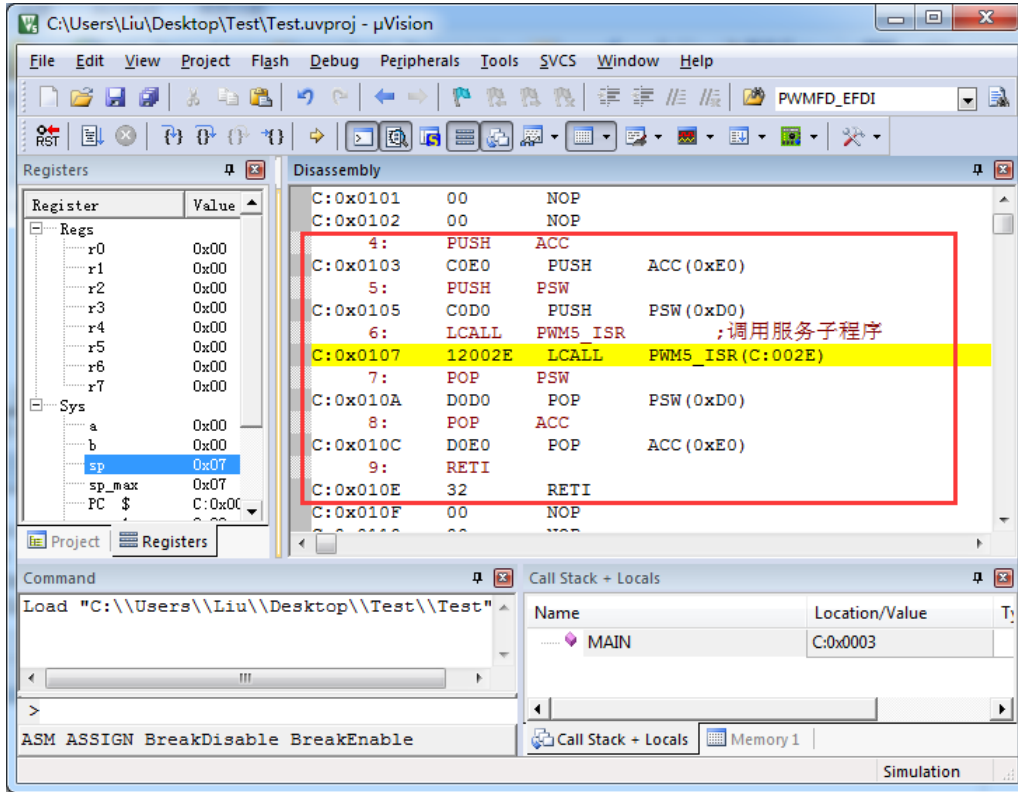 C:\Users\Liu\Desktop\Test\Test.uvproj - µVision
File Edit View Project Flash Debug Peripherals Tools SVCS Window Help
PWMFD_EFDI
RST
Registers
Register Value
Regs
r0 0x00
r1 0x00
r2 0x00
r3 0x00
r4 0x00
r5 0x00
r6 0x00
r7 0x00
Sys
a 0x00
b 0x00
sp 0x07
sp_max 0x07
PC $ C:0x00
Project Registers
Disassembly
C:0x0101 00 NOP
C:0x0102 00 NOP
4: PUSH ACC
C:0x0103 C0E0 PUSH ACC(0xE0)
5: PUSH PSW
C:0x0105 C0D0 PUSH PSW(0xD0)
6: LCALL PWM5_ISR ;调用服务子程序
C:0x0107 12002E LCALL PWM5_ISR(C:002E)
7: POP PSW
C:0x010A D0D0 POP PSW(0xD0)
8: POP ACC
C:0x010C D0E0 POP ACC(0xE0)
9: RETI
C:0x010E 32 RETI
C:0x010F 00 NOP
Command
Load "C:\\Users\\Liu\\Desktop\\Test\\Test"
>
ASM ASSIGN BreakDisable BreakEnable
Call Stack + Locals
Name Location/Value
MAIN C:0x0003
Call Stack + Locals Memory 1
Simulation